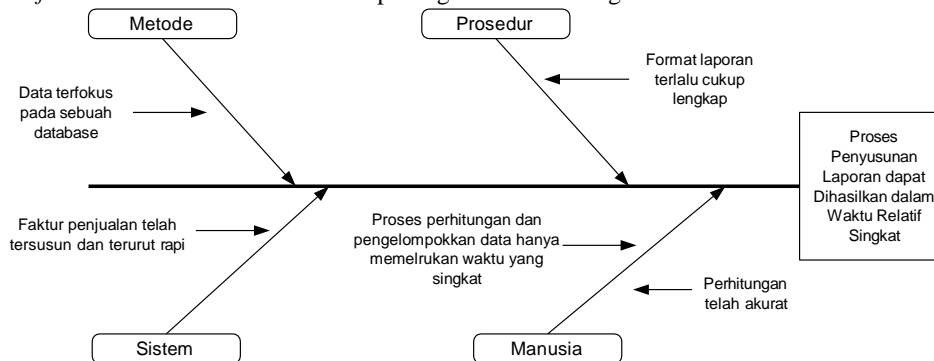 Metode
Prosedur
Data terfokus
pada sebuah
database
Format laporan
terlalu cukup
lengkap
Proses
Penyusunan
Laporan dapat
Dihasilkan dalam
Waktu Relatif
Singkat
Faktur penjualan telah
tersusun dan terurut rapi
Proses perhitungan dan
pengelompokkan data hanya
memelrukan waktu yang
singkat
Perhitungan
telah akurat
Sistem
Manusia